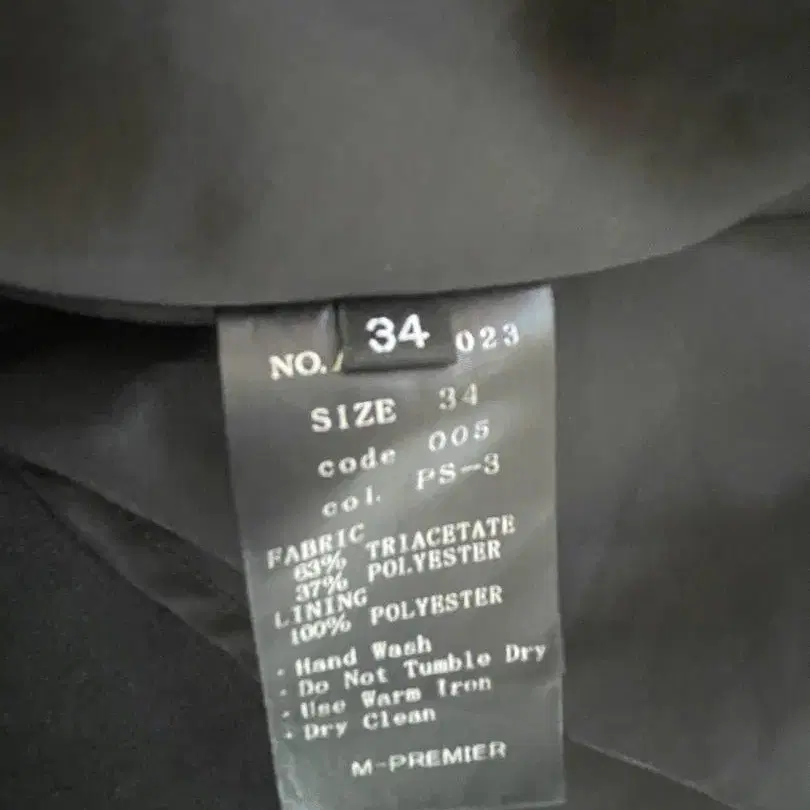 34
NO. 023
SIZE 34
code 005
col. PS-3
FABRIC
63% TRIACETATE
37% POLYESTER
LINING
100% POLYESTER
- Hand Wash
- Do Not Tumble Dry
- Use Warm Iron
- Dry Clean
M-PREMIER